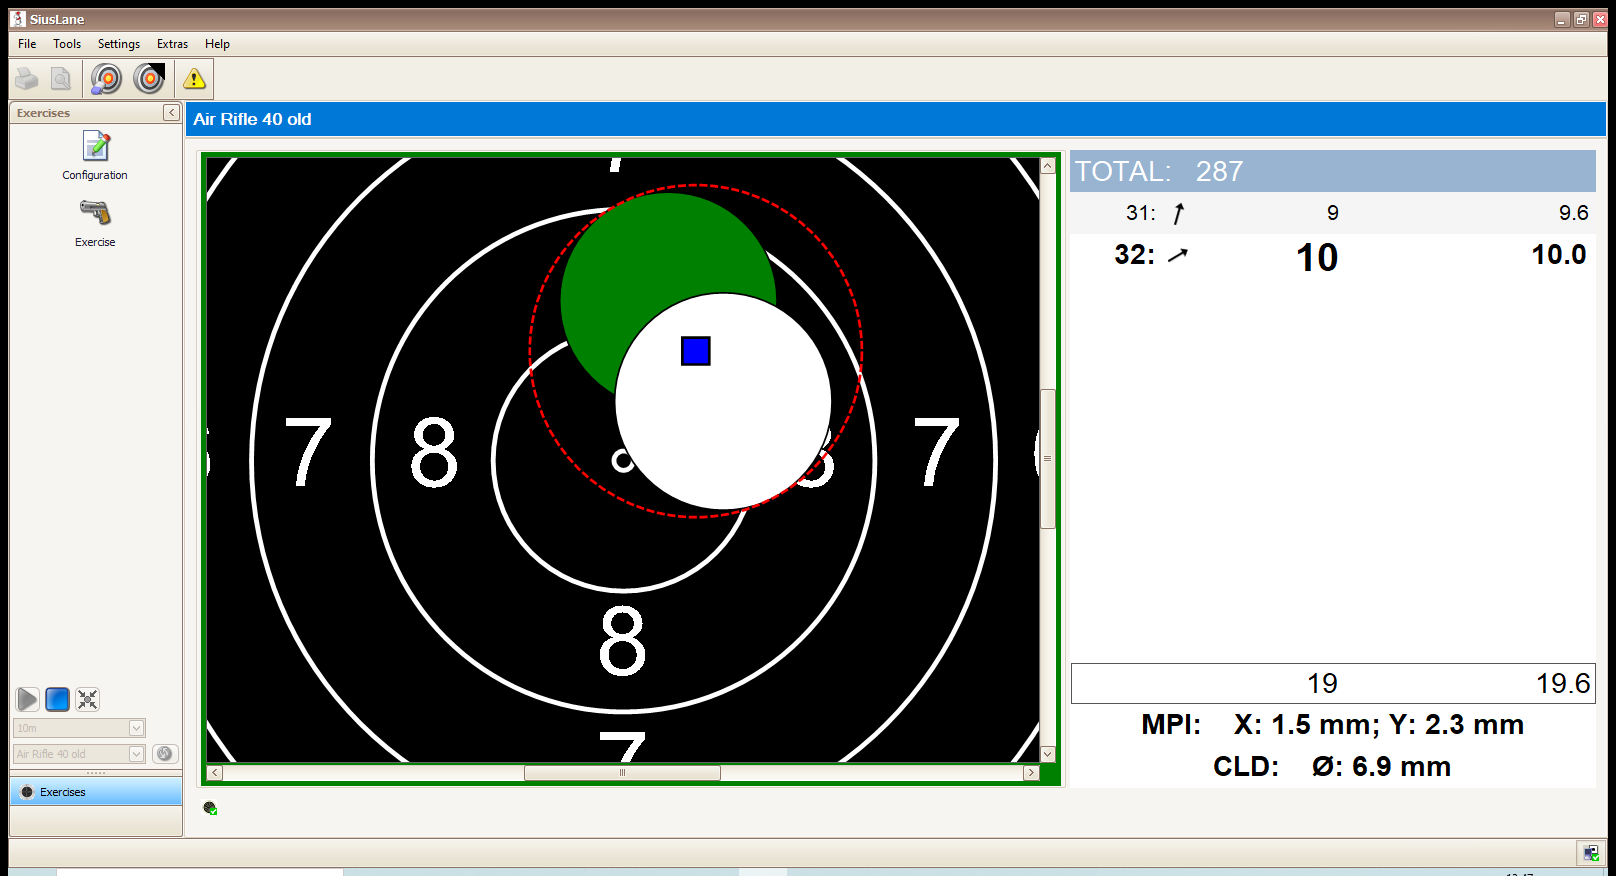 SiusLane
File Tools Settings Extras Help
Exercises
Air Rifle 40 old
Configuration
Exercise
TOTAL: 287
31: 9 9.6
32: 10 10.0
7 8 7
8
7
10m
Air Rifle 40 old
Exercises
19 19.6
MPI: X: 1.5 mm; Y: 2.3 mm
CLD: Ø: 6.9 mm